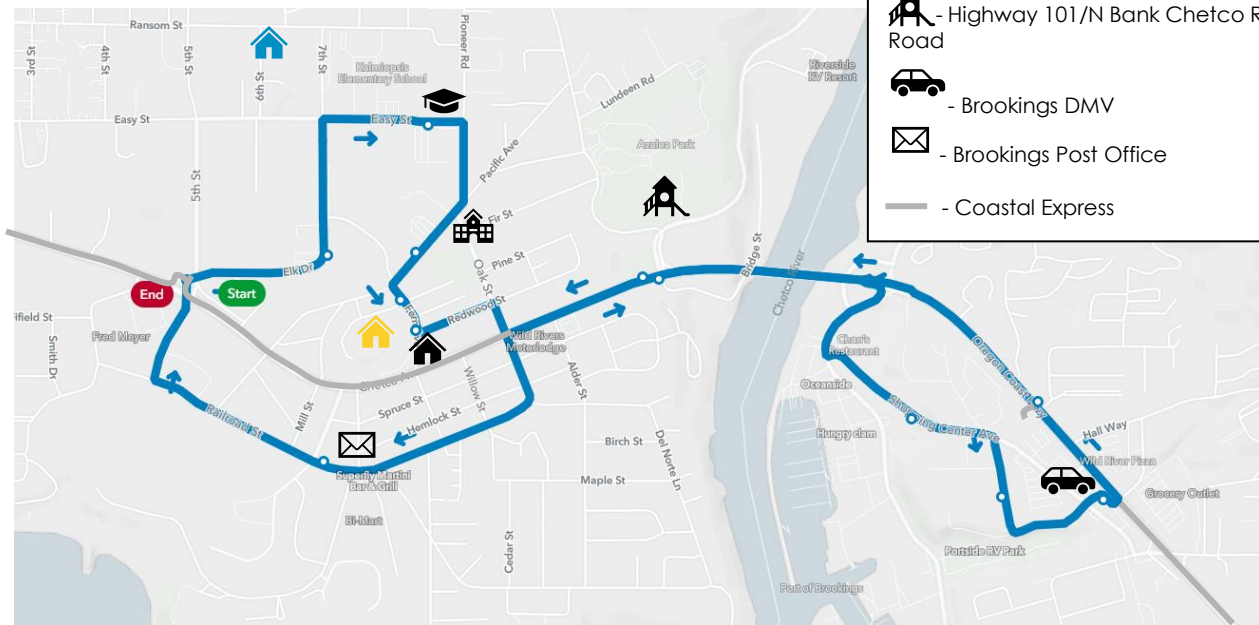 - Highway 101/N Bank Chetco R
Road
- Brookings DMV
- Brookings Post Office
- Coastal Express
Ransom St
3rd St
4th St
5th St
6th St
7th St
Pioneer Rd
Kalmiopsis
Elementary School
Riverside
RV Resort
Lundeen Rd
Easy St
Easy St
Azalea Park
Pacific Ave
5th St
Fir St
Pine St
Oak St
Bridge St
Chetco River
Elk Dr
End
Start
Redwood St
Fern
ifield St
Fred Meyer
Wild Rivers
Motorlodge
Chan's
Restaurant
Smith Dr
Chetco Av
Oregon Coast Hwy
Oceanside
Willow St
Alder St
Spruce St
Mill St
Hemlock St
Railroad St
Shopping Center Ave
Hungry clam
Birch St
Hall Way
Del Norte Ln
Wild River Pizza
Superfly Martini
Bar & Grill
Maple St
Grocery Outlet
Bi-Mart
Cedar St
Portside RV Park
Port of Brookings